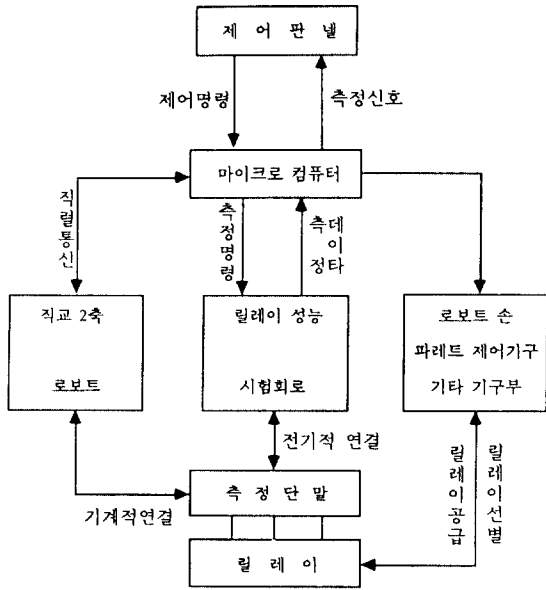 제 어 판 넬
제어명령
측정신호
마이크로 컴퓨터
직렬통신
측정명령
측정
데이타
직교 2축
로보트
릴레이 성능
시험회로
로보트 손
파레트 제어기구
기타 기구부
전기적 연결
기계적연결
측 정 단 말
릴레이공급
릴레이선별
릴 레 이